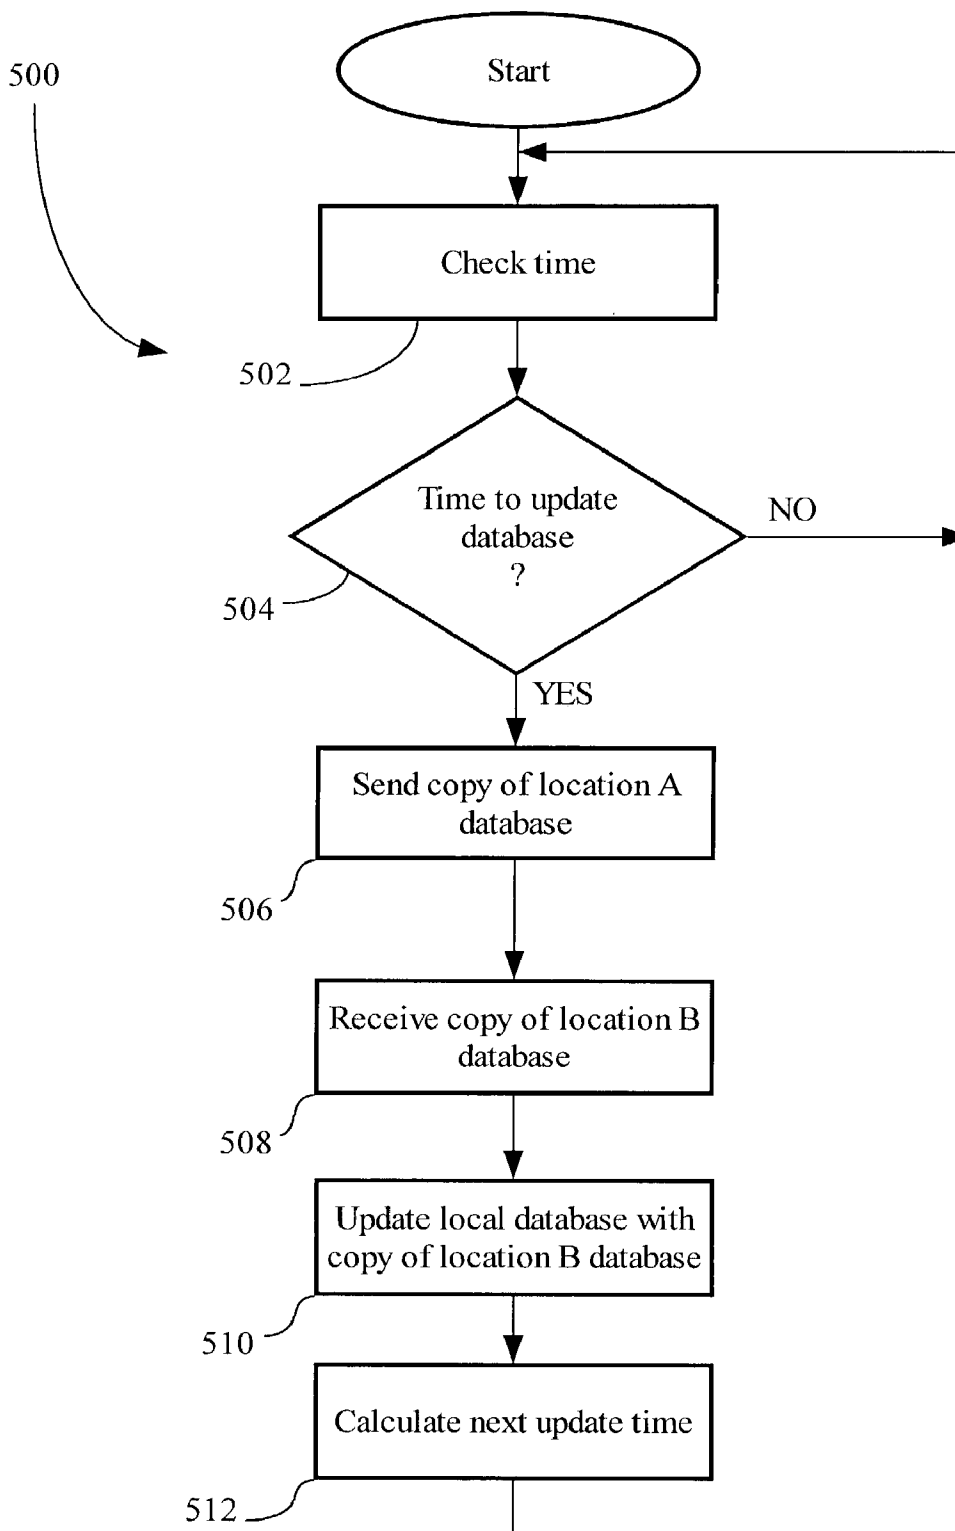 Start
500
Check time
502
Time to update
database
?
NO
504
YES
Send copy of location A
database
506
Receive copy of location B
database
508
Update local database with
copy of location B database
510
Calculate next update time
512